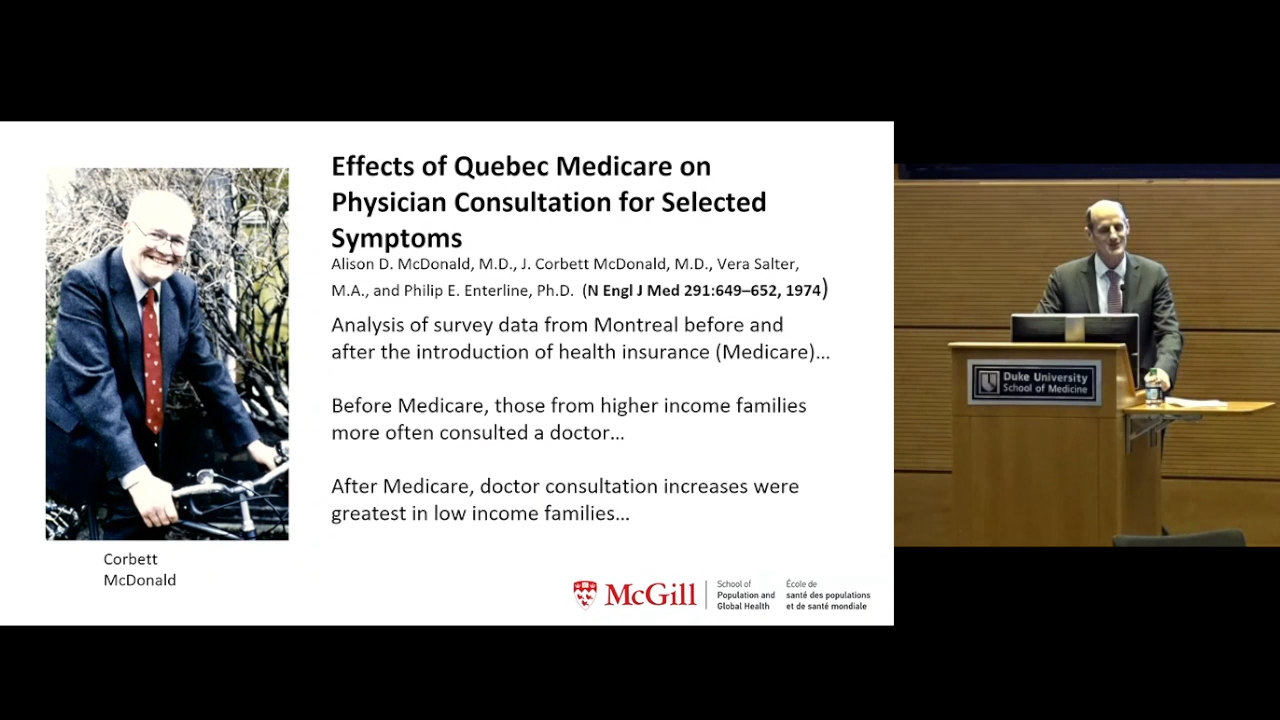 Effects of Quebec Medicare on
Physician Consultation for Selected
Symptoms
Alison D. McDonald, M.D., J. Corbett McDonald, M.D., Vera Salter,
M.A., and Philip E. Enterline, Ph.D. (N Engl J Med 291:649–652, 1974)
Analysis of survey data from Montreal before and
after the introduction of health insurance (Medicare)...
Before Medicare, those from higher income families
more often consulted a doctor...
After Medicare, doctor consultation increases were
greatest in low income families...
Corbett
McDonald
McGill
School of
Population and
Global Health
École de
santé des populations
et de santé mondiale
Duke University
School of Medicine